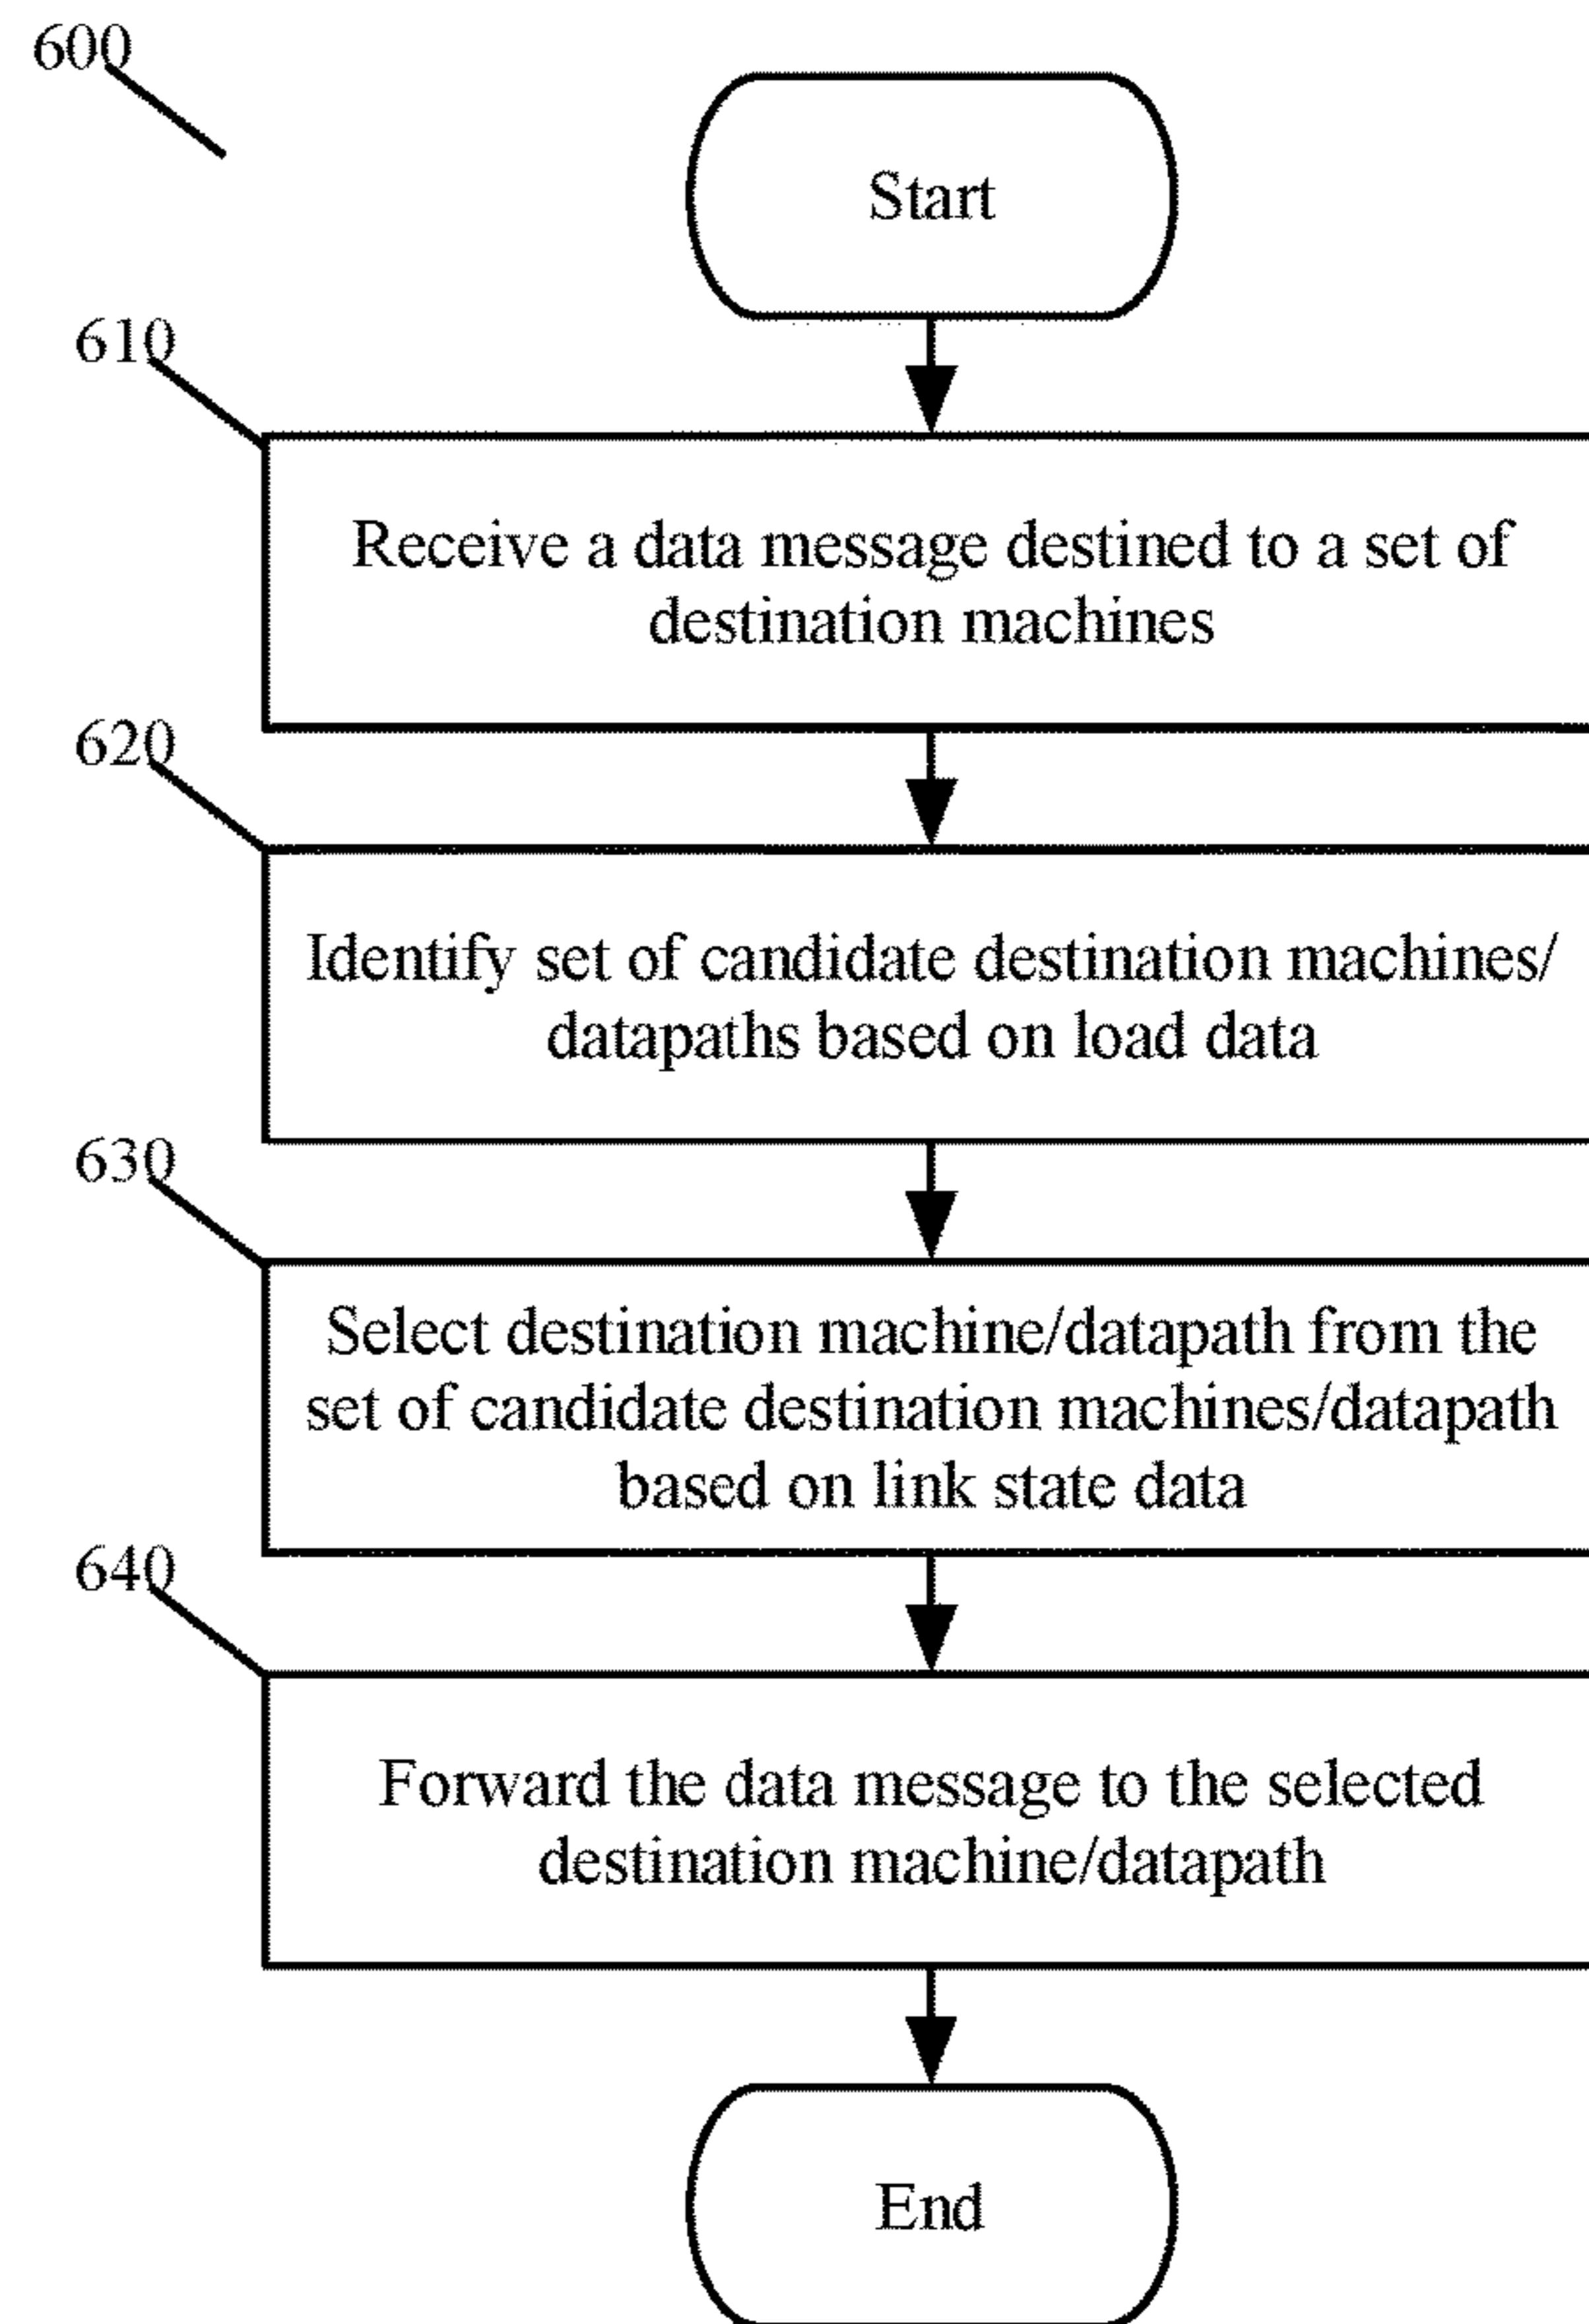 600
Start
610
Receive a data message destined to a set of
destination machines
620
Identify set of candidate destination machines/
datapaths based on load data
630
Select destination machine/datapath from the
set of candidate destination machines/datapath
based on link state data
640
Forward the data message to the selected
destination machine/datapath
End